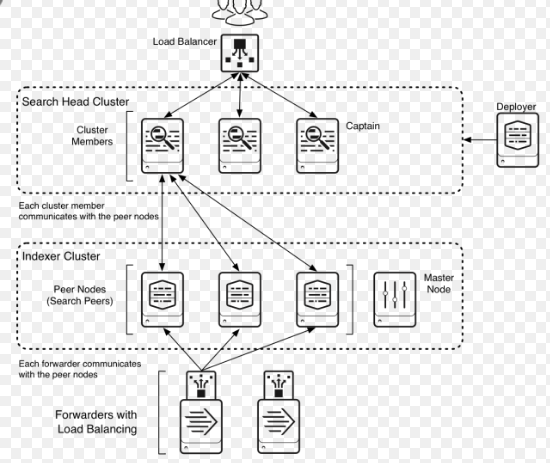 Load Balancer
Search Head Cluster
Deployer
Cluster
Members
Captain
Each cluster member
communicates with the peer nodes
Indexer Cluster
Peer Nodes
(Search Peers)
Master
Node
Each forwarder communicates
with the peer nodes
Forwarders with
Load Balancing